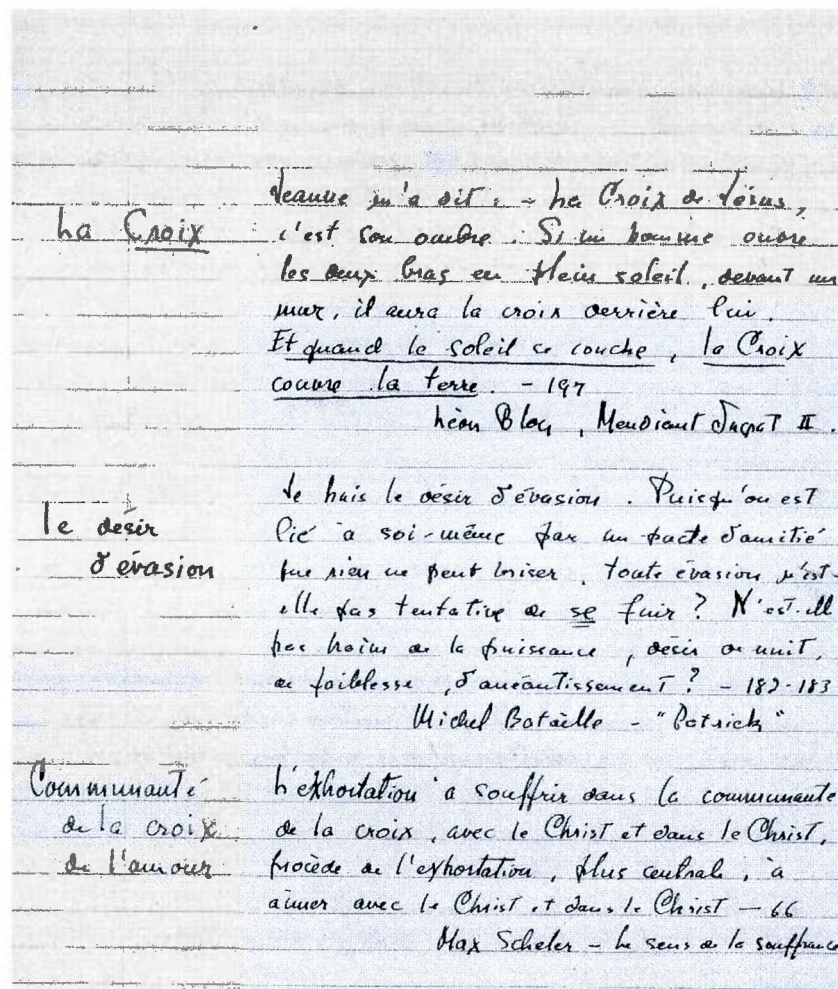 La Croix
Jeanne m'a dit : - La Croix de Jésus,
c'est son ombre. Si un homme ouvre
les deux bras en plein soleil, devant un
mur, il aura la croix derrière lui.
Et quand le soleil se couche, la Croix
couvre la terre. - 197
Léon Bloy, Mendiant Ingrat II.
le désir
d'évasion
Je hais le désir d'évasion. Puisqu'on est
lié à soi-même par un pacte d'amitié
que rien ne peut briser, toute évasion n'est-
elle pas tentative de se fuir ? N'est-elle
pas haine de la puissance, désir de nuit,
de faiblesse, d'anéantissement ? - 182-183
Michel Bataille - "Patrick"
Communauté
de la croix
de l'amour
L'exhortation à souffrir dans la communauté
de la croix, avec le Christ et dans le Christ,
procède de l'exhortation, plus centrale, à
aimer avec le Christ et dans le Christ - 66
Max Scheler - Le sens de la souffrance